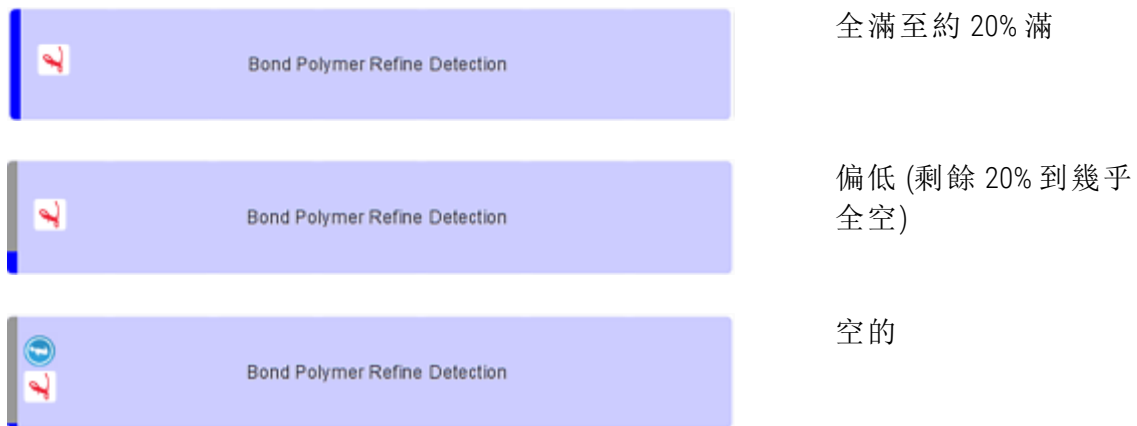 全滿至約 20% 滿
Bond Polymer Refine Detection
偏低 (剩餘 20% 到幾乎
全空)
Bond Polymer Refine Detection
空的
Bond Polymer Refine Detection